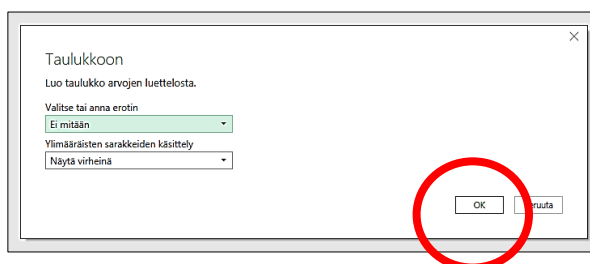 Taulukkoon
Luo taulukko arvojen luettelosta.
Valitse tai anna erotin
Ei mitään
Ylimääräisten sarakkeiden käsittely
Näytä virheinä
OK